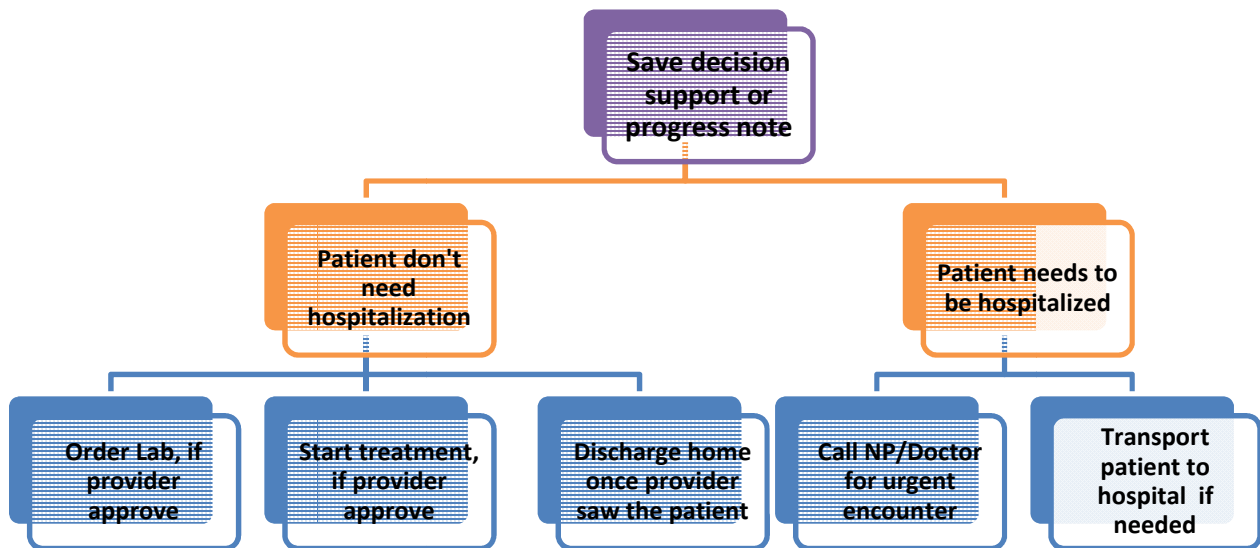 Save decision
support or
progress note
Patient don't
need
hospitalization
Patient needs to
be hospitalized
Order Lab, if
provider
approve
Start treatment,
if provider
approve
Discharge home
once provider
saw the patient
Call NP/Doctor
for urgent
encounter
Transport
patient to
hospital if
needed